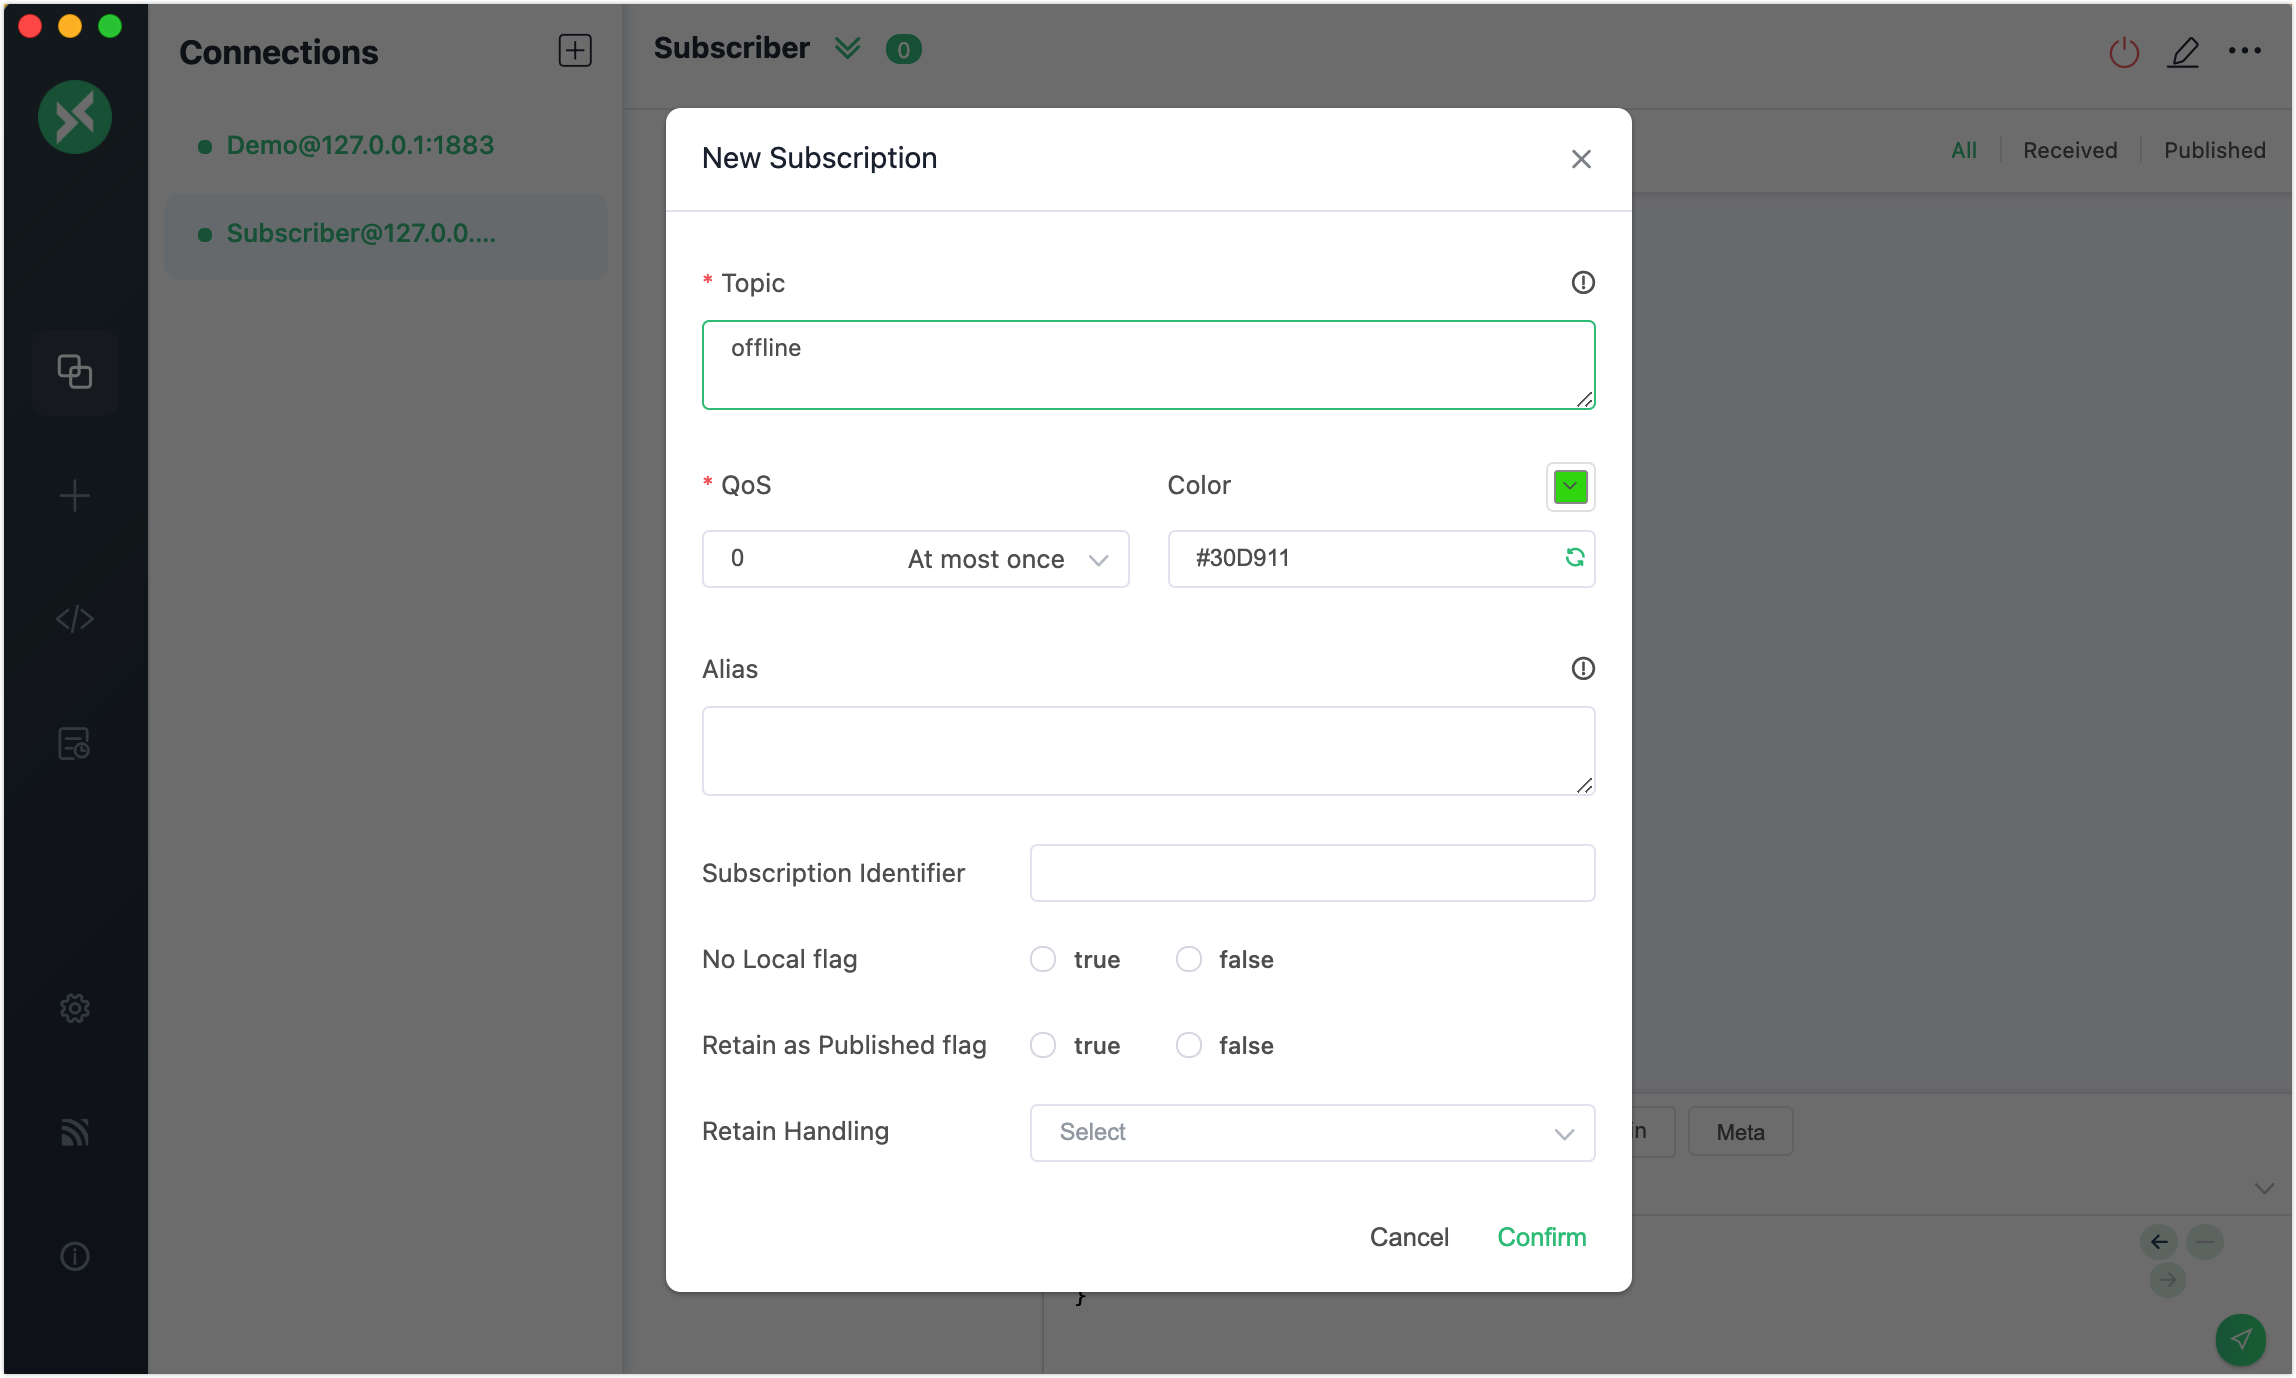 Connections
Subscriber 0
Demo@127.0.0.1:1883
Subscriber@127.0.0....
All Received Published
New Subscription
* Topic
offline
* QoS
Color
0 At most once
#30D911
Alias
Subscription Identifier
No Local flag true false
Retain as Published flag true false
Retain Handling Select
in Meta
Cancel Confirm
}